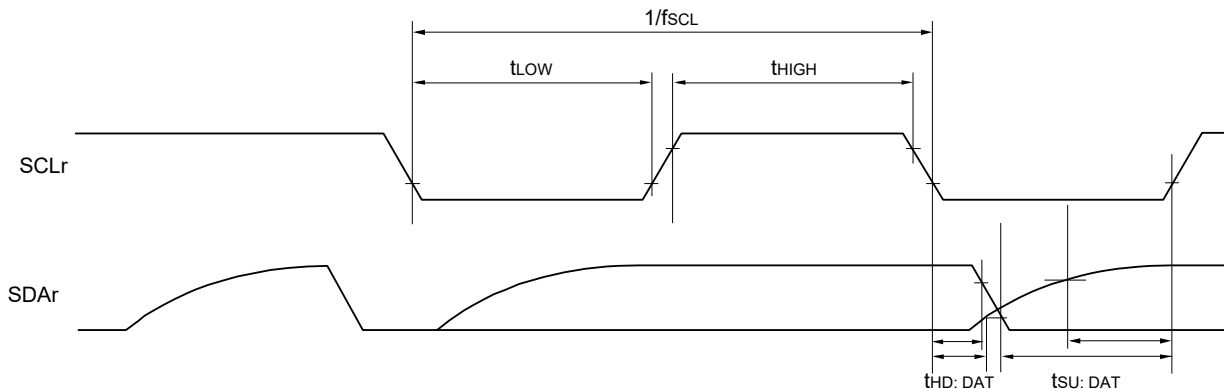 1/fSCL
tLOW tHIGH
SCLr
SDAr
tHD: DAT tSU: DAT